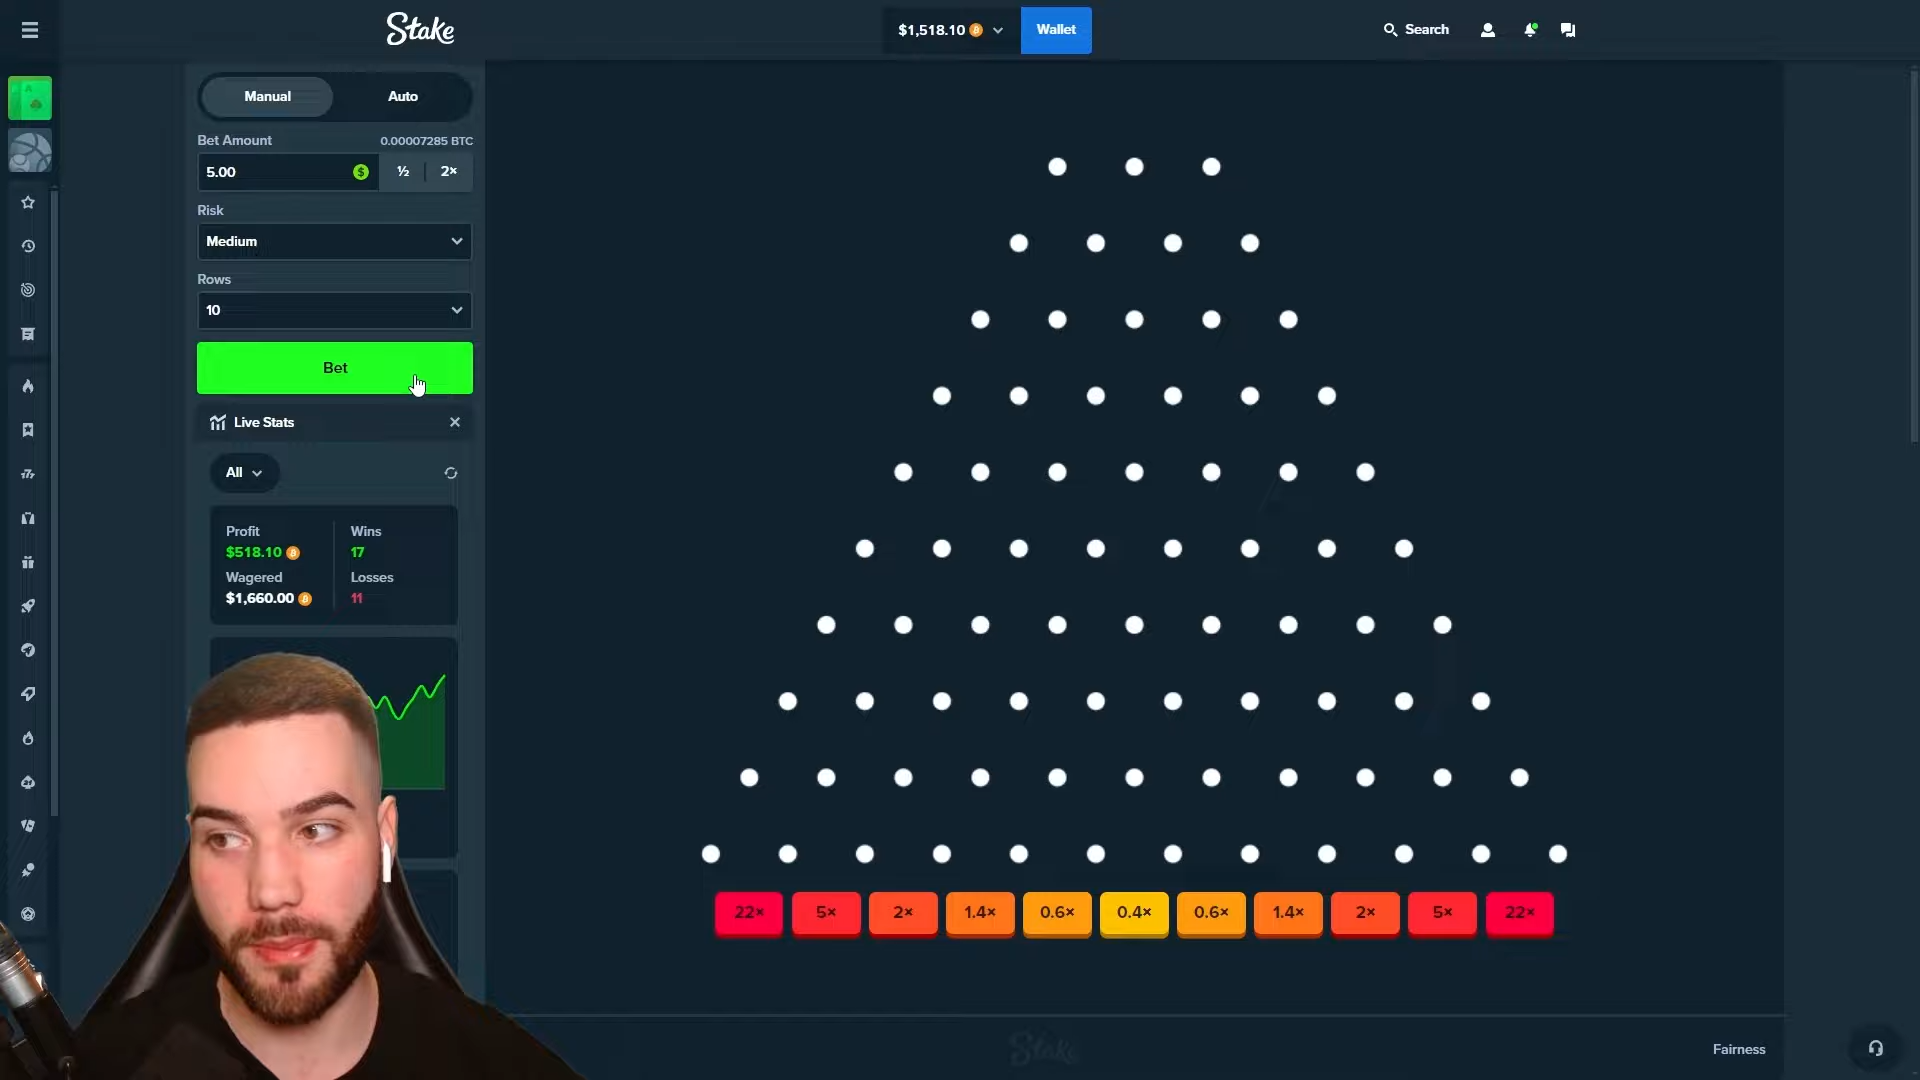 Stake
$1,518.10
Wallet
Search
Manual
Auto
Bet Amount
0.00007285 BTC
5.00
½
2×
Risk
Medium
Rows
10
Bet
Live Stats
All
Profit
Wins
$518.10
17
Wagered
Losses
$1,660.00
11
22×
5×
2×
1.4×
0.6×
0.4×
0.6×
1.4×
2×
5×
22×
Stake
Fairness